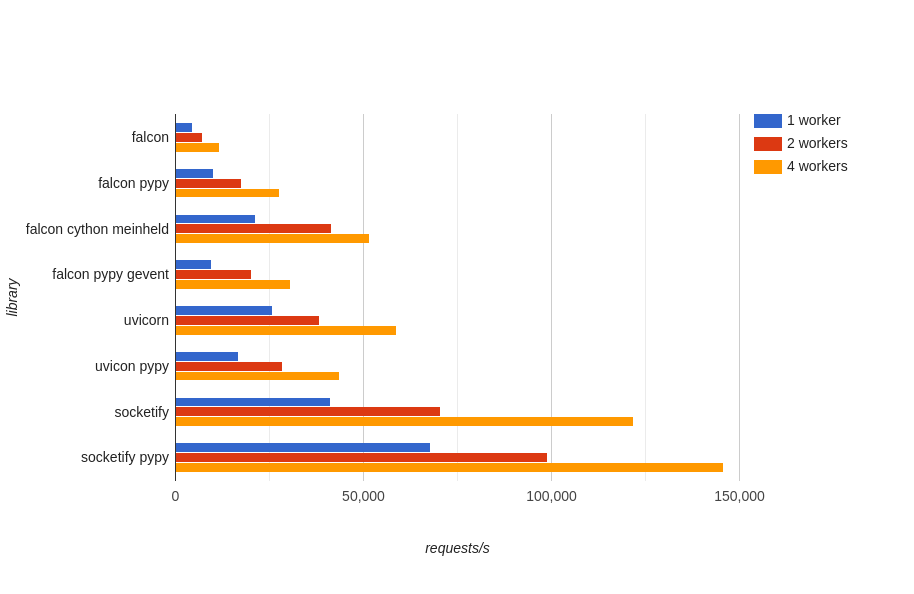 1 worker
2 workers
4 workers
falcon
falcon pypy
falcon cython meinheld
falcon pypy gevent
uvicorn
uvicon pypy
socketify
socketify pypy
library
0
50,000
100,000
150,000
requests/s